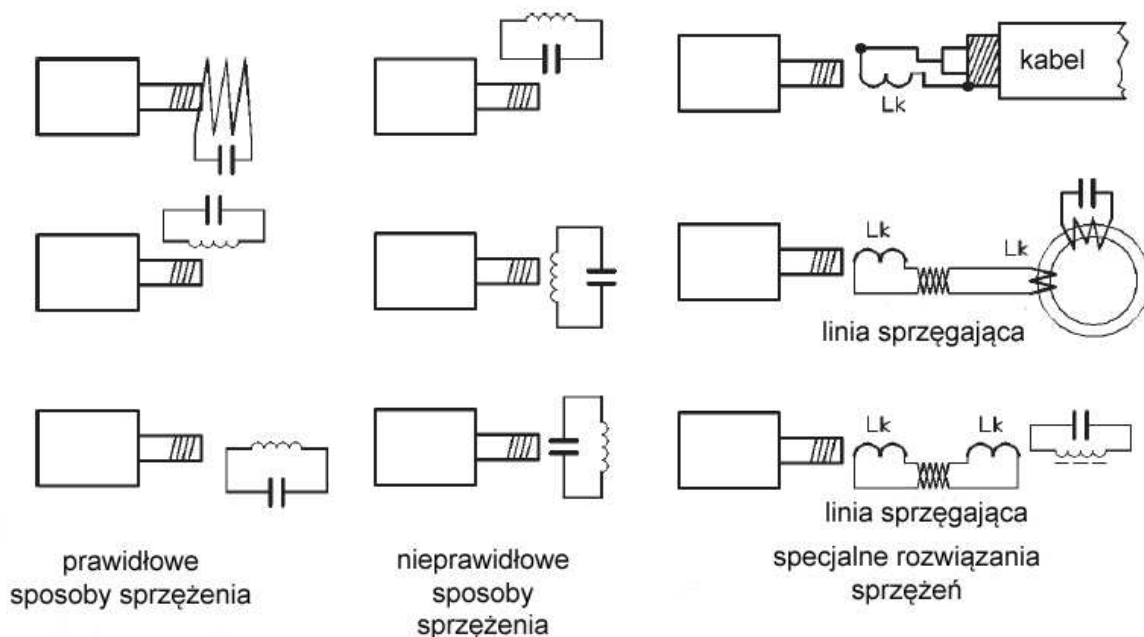 kabel
Lk
Lk
Lk
linia sprzęgająca
Lk
Lk
linia sprzęgająca
prawidłowe
sposoby sprzężenia
nieprawidłowe
sposoby
sprzężenia
specjalne rozwiązania
sprzężeń